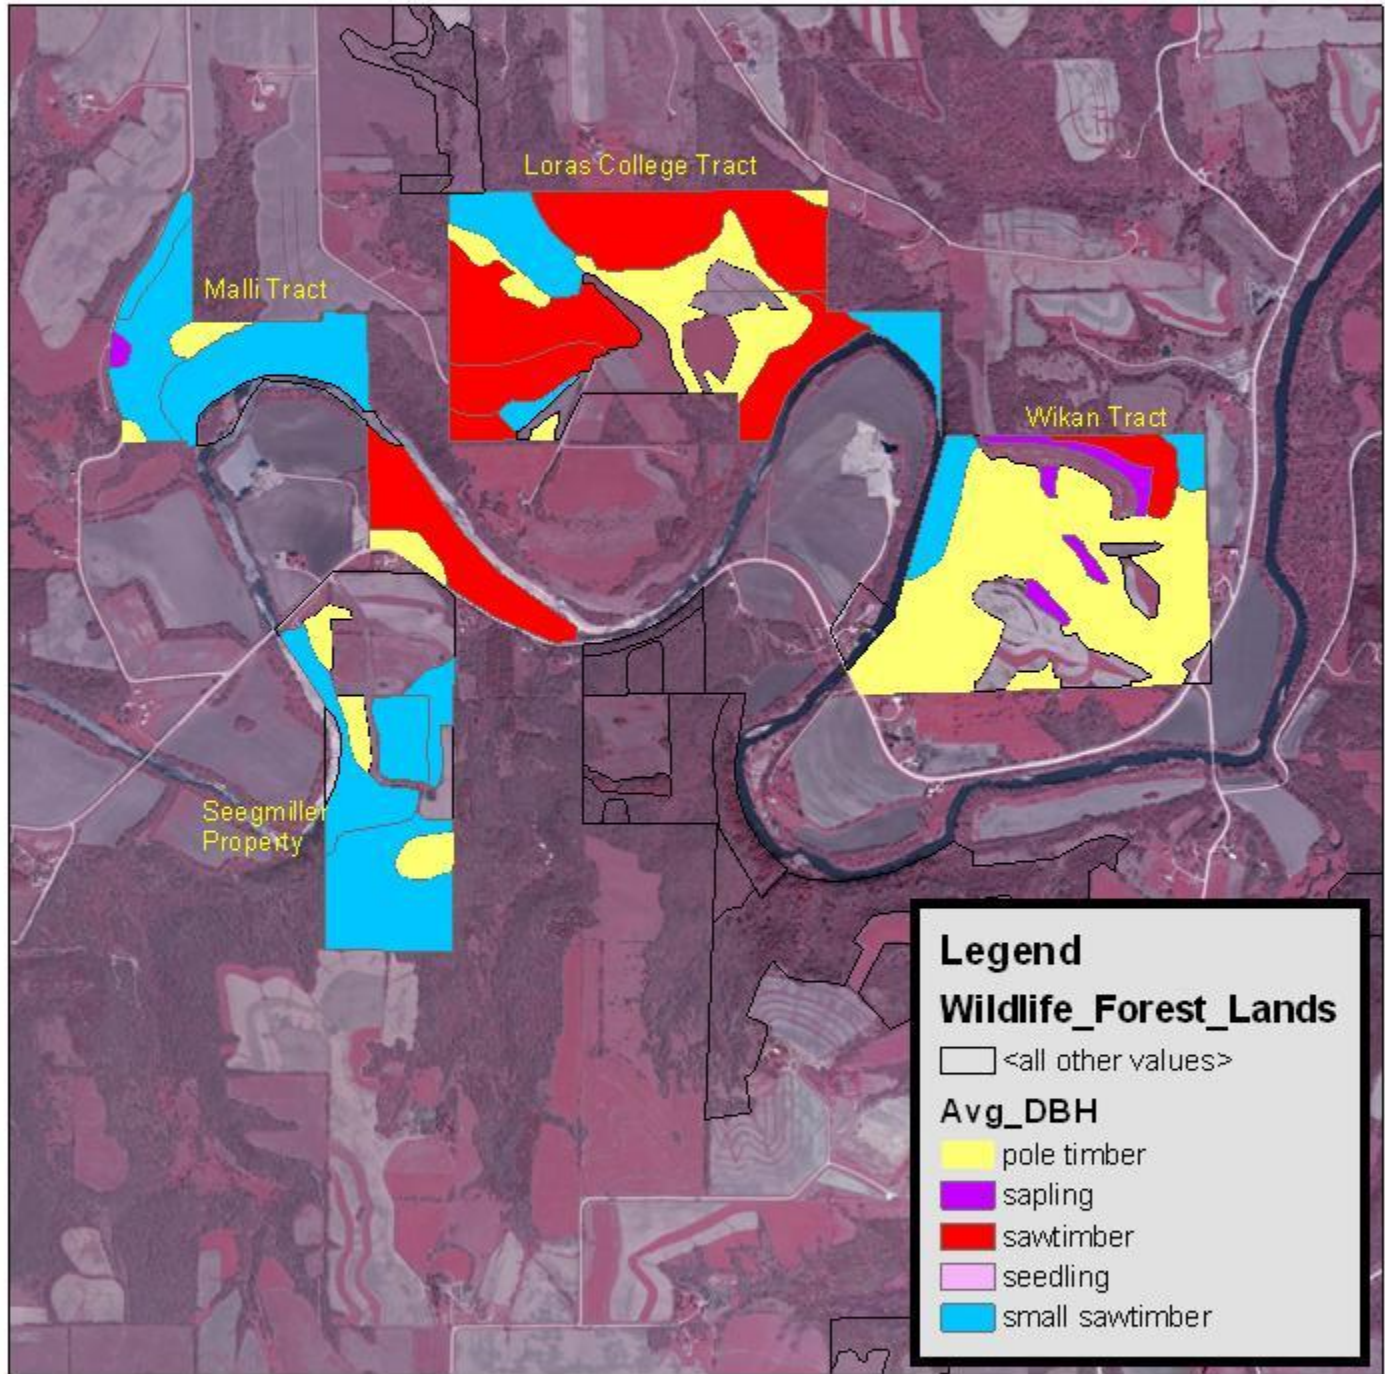 Loras College Tract
Malli Tract
Wikan Tract
Seegmiller
Property
Legend
Wildlife_Forest_Lands
<all other values>
Avg_DBH
pole timber
sapling
sawtimber
seedling
small sawtimber